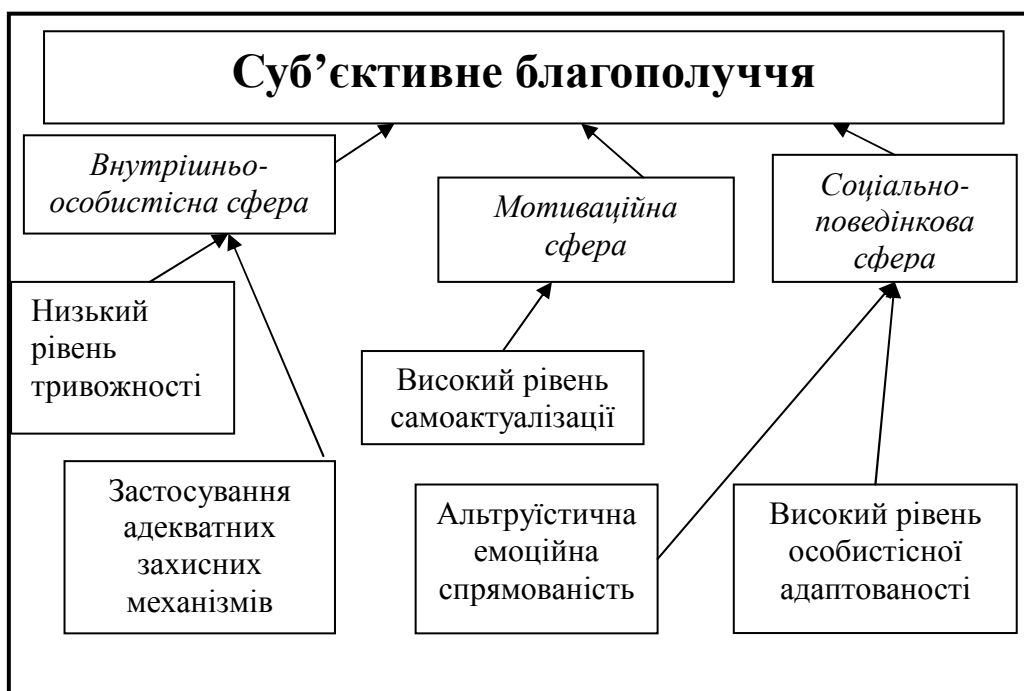 Суб’єктивне благополуччя
Внутрішньо-
особистісна сфера
Мотиваційна
сфера
Соціально-
поведінкова
сфера
Низький
рівень
тривожності
Високий рівень
самоактуалізації
Застосування
адекватних
захисних
механізмів
Альтруїстична
емоційна
спрямованість
Високий рівень
особистісної
адаптованості